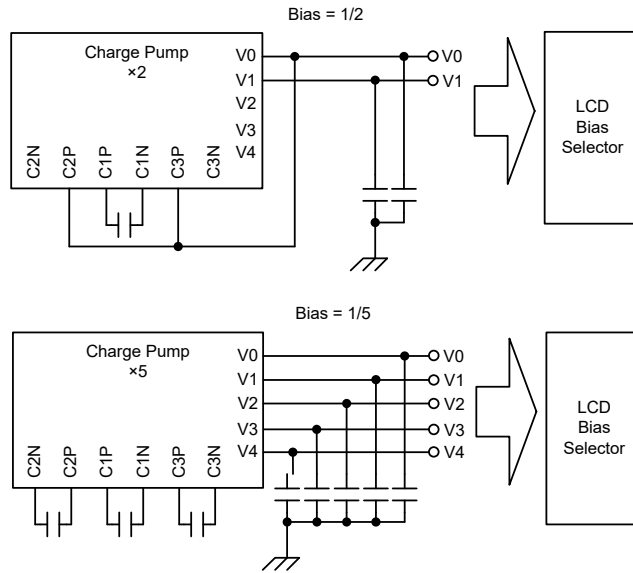 Bias = 1/2
Charge Pump
×2
V0
V1
V2
V3
V4
C2N
C2P
C1P
C1N
C3P
C3N
V0
V1
LCD
Bias
Selector
Bias = 1/5
Charge Pump
×5
V0
V1
V2
V3
V4
C2N
C2P
C1P
C1N
C3P
C3N
V0
V1
V2
V3
V4
LCD
Bias
Selector